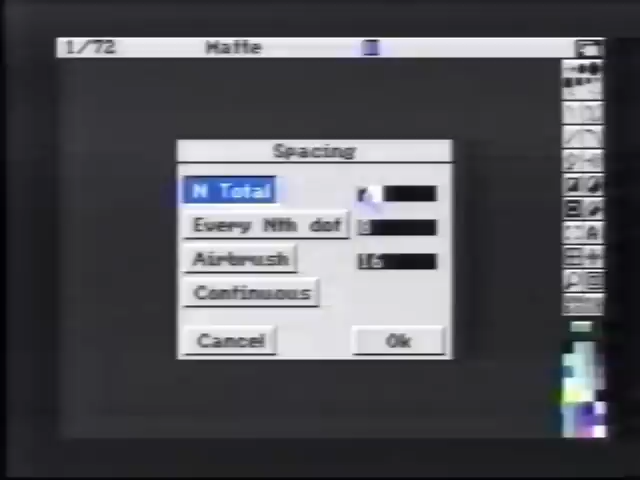 1/72 Matte
Spacing
N Total
Every Nth dot
Airbrush 16
Continuous
Cancel Ok